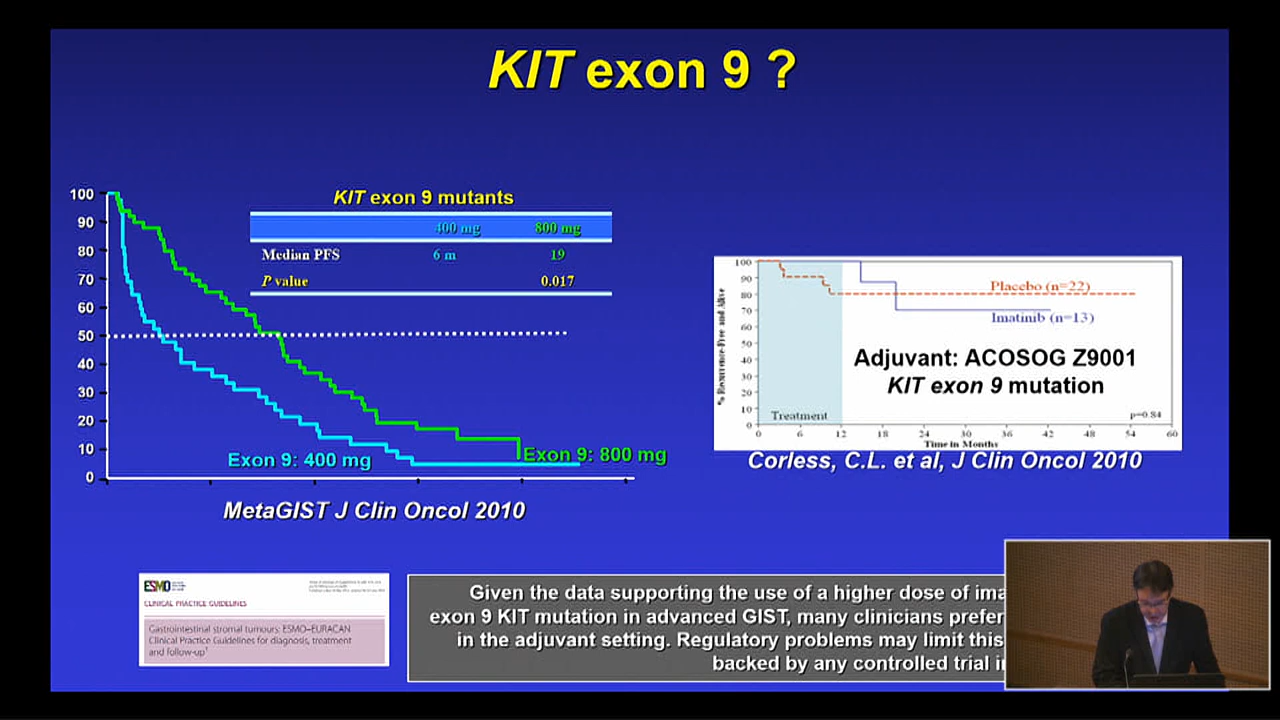 KIT exon 9 ?
KIT exon 9 mutants
400 mg 800 mg
Median PFS 6 m 19
P value 0.017
100
90
80
70
60
50
40
30
20
10
0
Exon 9: 400 mg
Exon 9: 800 mg
MetaGIST J Clin Oncol 2010
% Recurrence-Free and Alive
100
90
80
70
60
50
40
30
20
10
0
Placebo (n=22)
Imatinib (n=13)
Adjuvant: ACOSOG Z9001
KIT exon 9 mutation
Treatment
p=0.84
0 6 12 18 24 30 36 42 48 54 60
Time in Months
Corless, C.L. et al, J Clin Oncol 2010
ESMO
CLINICAL PRACTICE GUIDELINES
Gastrointestinal stromal tumours: ESMO–EURACAN
Clinical Practice Guidelines for diagnosis, treatment
and follow-up†
Given the data supporting the use of a higher dose of ima
exon 9 KIT mutation in advanced GIST, many clinicians prefer
in the adjuvant setting. Regulatory problems may limit this
backed by any controlled trial i